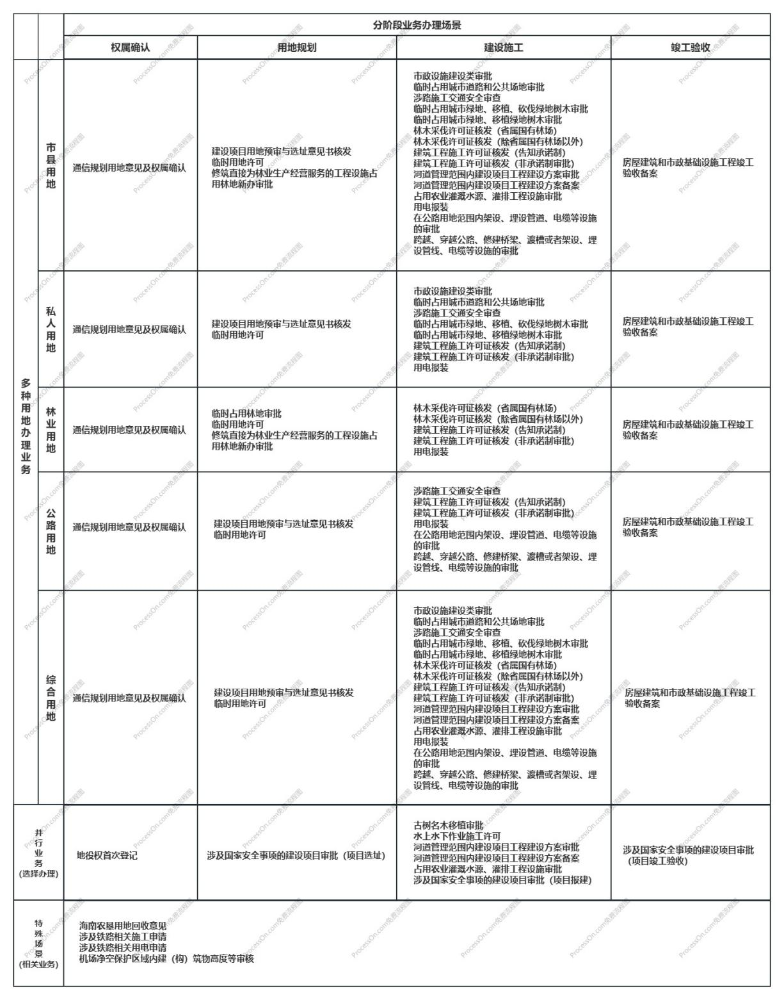 分阶段业务办理场景
权属确认
用地规划
建设施工
竣工验收
多种用地办理业务
市县用地
通信规划用地意见及权属确认
建设项目用地预审与选址意见书核发
临时用地许可
修筑直接为林业生产经营服务的工程设施占
用林地新办审批
市政设施建设类审批
临时占用城市道路和公共场地审批
涉路施工交通安全审查
临时占用城市绿地、移植、砍伐绿地树木审批
临时占用城市绿地、移植绿地树木审批
林木采伐许可证核发（省属国有林场）
林木采伐许可证核发（除省属国有林场以外）
建筑工程施工许可证核发（告知承诺制）
建筑工程施工许可证核发（非承诺制审批）
河道管理范围内建设项目工程建设方案审批
河道管理范围内建设项目工程建设方案备案
占用农业灌溉水源、灌排工程设施审批
用电报装
在公路用地范围内架设、埋设管道、电缆等设施
的审批
跨越、穿越公路、修建桥梁、渡槽或者架设、埋
设管线、电缆等设施的审批
房屋建筑和市政基础设施工程竣工
验收备案
私人用地
通信规划用地意见及权属确认
建设项目用地预审与选址意见书核发
临时用地许可
市政设施建设类审批
临时占用城市道路和公共场地审批
涉路施工交通安全审查
临时占用城市绿地、移植、砍伐绿地树木审批
临时占用城市绿地、移植绿地树木审批
建筑工程施工许可证核发（告知承诺制）
建筑工程施工许可证核发（非承诺制审批）
用电报装
房屋建筑和市政基础设施工程竣工
验收备案
林业用地
通信规划用地意见及权属确认
临时占用林地审批
临时用地许可
修筑直接为林业生产经营服务的工程设施占
用林地新办审批
林木采伐许可证核发（省属国有林场）
林木采伐许可证核发（除省属国有林场以外）
建筑工程施工许可证核发（告知承诺制）
建筑工程施工许可证核发（非承诺制审批）
用电报装
房屋建筑和市政基础设施工程竣工
验收备案
公路用地
通信规划用地意见及权属确认
建设项目用地预审与选址意见书核发
临时用地许可
涉路施工交通安全审查
建筑工程施工许可证核发（告知承诺制）
建筑工程施工许可证核发（非承诺制审批）
用电报装
在公路用地范围内架设、埋设管道、电缆等设施
的审批
跨越、穿越公路、修建桥梁、渡槽或者架设、埋
设管线、电缆等设施的审批
房屋建筑和市政基础设施工程竣工
验收备案
综合用地
通信规划用地意见及权属确认
建设项目用地预审与选址意见书核发
临时用地许可
市政设施建设类审批
临时占用城市道路和公共场地审批
涉路施工交通安全审查
临时占用城市绿地、移植、砍伐绿地树木审批
临时占用城市绿地、移植绿地树木审批
林木采伐许可证核发（省属国有林场）
林木采伐许可证核发（除省属国有林场以外）
建筑工程施工许可证核发（告知承诺制）
建筑工程施工许可证核发（非承诺制审批）
河道管理范围内建设项目工程建设方案审批
河道管理范围内建设项目工程建设方案备案
占用农业灌溉水源、灌排工程设施审批
用电报装
在公路用地范围内架设、埋设管道、电缆等设施
的审批
跨越、穿越公路、修建桥梁、渡槽或者架设、埋
设管线、电缆等设施的审批
房屋建筑和市政基础设施工程竣工
验收备案
并行业务
(选择办理)
地役权首次登记
涉及国家安全事项的建设项目审批（项目选址）
古树名木移植审批
水上水下作业施工许可
河道管理范围内建设项目工程建设方案审批
河道管理范围内建设项目工程建设方案备案
占用农业灌溉水源、灌排工程设施审批
涉及国家安全事项的建设项目审批（项目报建）
涉及国家安全事项的建设项目审批
（项目竣工验收）
特殊场景
(相关业务)
海南农垦用地回收意见
涉及铁路相关施工申请
涉及铁路相关用电申请
机场净空保护区域内建（构）筑物高度等审核
ProcessOn.com免费流程图